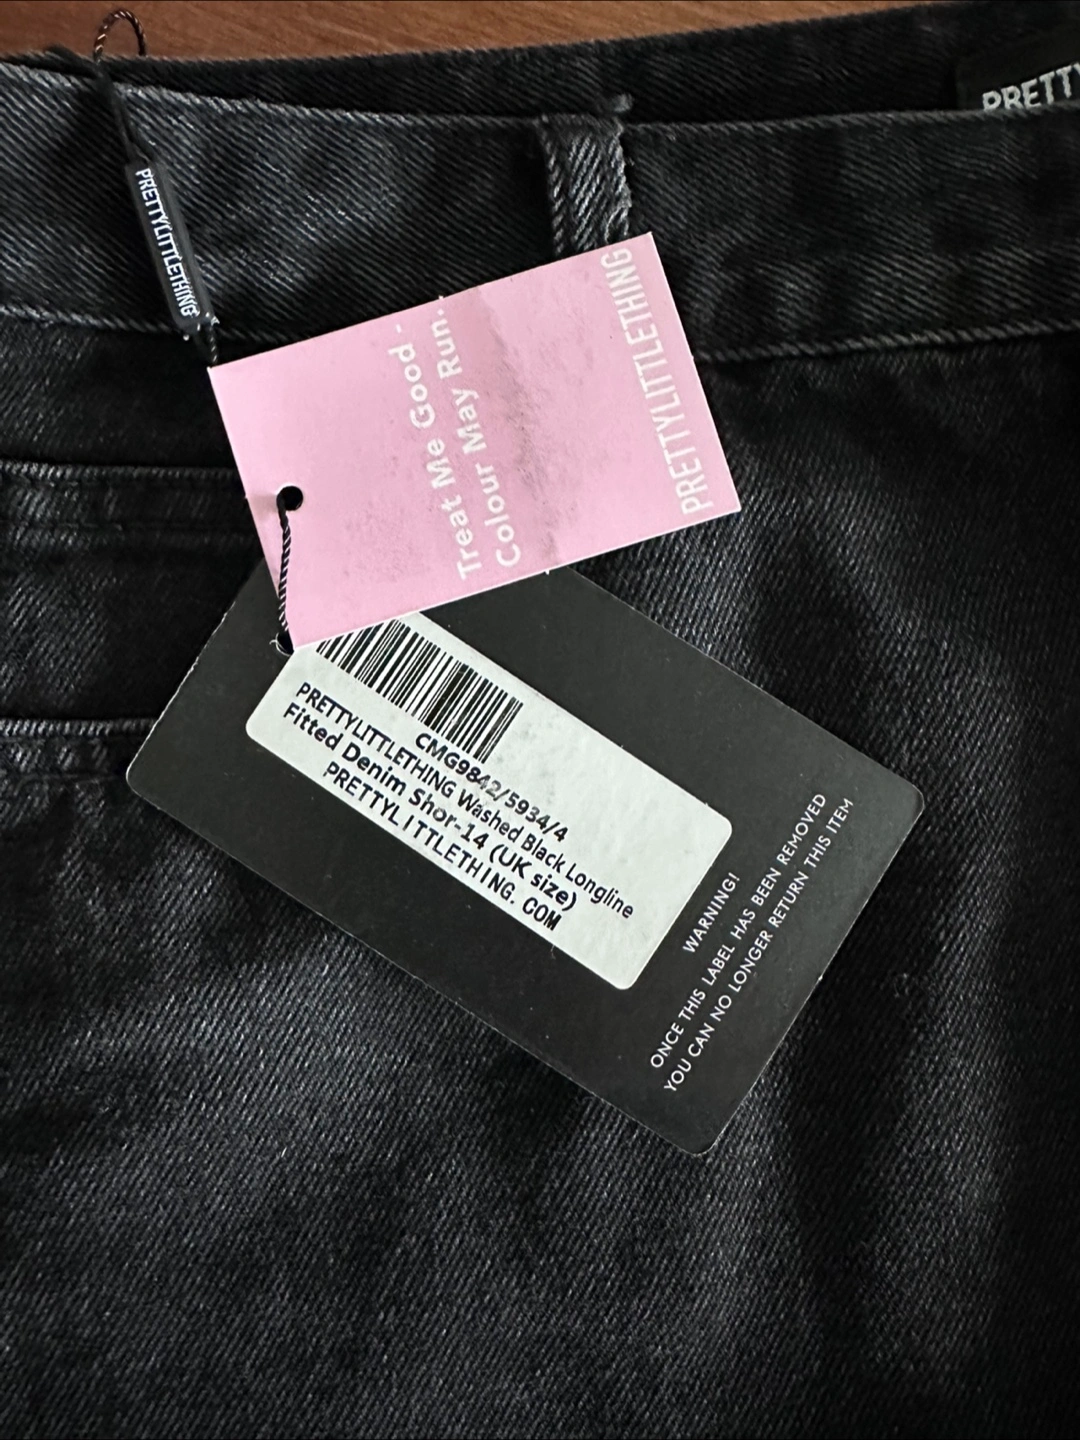 PRETTY
PRETTYLITTLETHING
Treat Me Good -
Colour May Run.
PRETTYLITTLETHING
CMG9842/5934/4
PRETTYLITTLETHING Washed Black Longline
Fitted Denim Shor-14 (UK size)
PRETTYLITTLETHING.COM
WARNING!
ONCE THIS LABEL HAS BEEN REMOVED
YOU CAN NO LONGER RETURN THIS ITEM